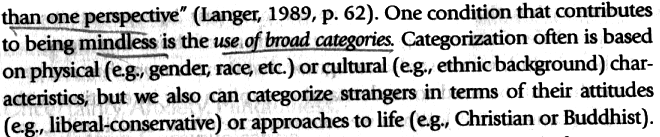 than one perspective” (Langer, 1989, p. 62). One condition that contributes
to being mindless is the use of broad categories. Categorization often is based
on physical (e.g., gender, race, etc.) or cultural (e.g., ethnic background) char-
acteristics, but we also can categorize strangers in terms of their attitudes
(e.g., liberal-conservative) or approaches to life (e.g., Christian or Buddhist).